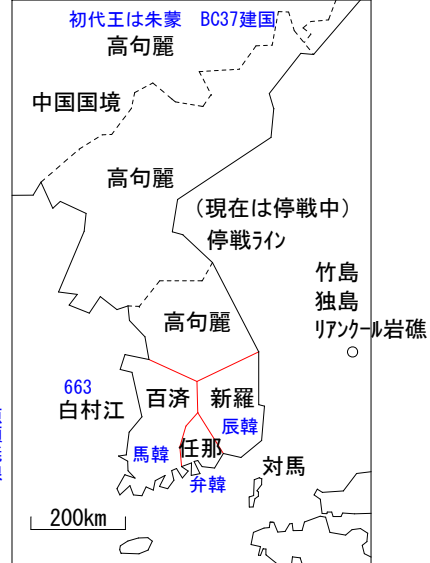 初代王は朱蒙 BC37建国
高句麗
中国国境
高句麗
(現在は停戦中)
停戦ライン
竹島
独島
リアンクール岩礁
高句麗
663
白村江
百済
新羅
辰韓
馬韓
任那
弁韓
対馬
200km